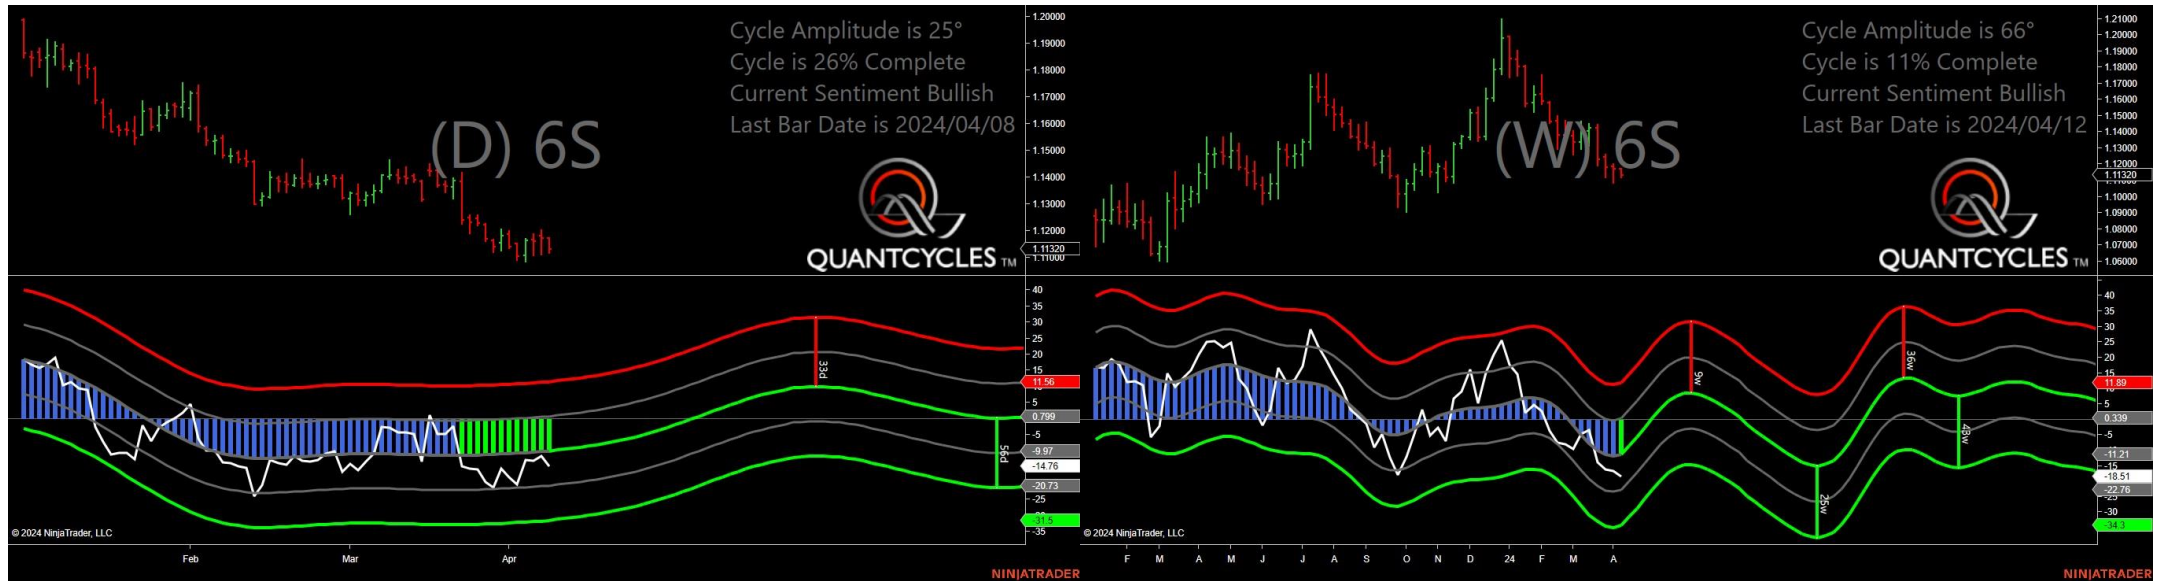 Cycle Amplitude is 25°
Cycle is 26% Complete
Current Sentiment Bullish
Last Bar Date is 2024/04/08
(D) 6S
QUANTCYCLES TM
1.20000
1.19000
1.18000
1.17000
1.16000
1.15000
1.14000
1.13000
1.12000
1.11320
1.11000
40
35
30
25
20
15
11.56
5
0.799
-5
-9.97
-14.76
-20.73
-25
-31.5
-35
33d
56d
© 2024 NinjaTrader, LLC
Feb
Mar
Apr
NINJATRADER
Cycle Amplitude is 66°
Cycle is 11% Complete
Current Sentiment Bullish
Last Bar Date is 2024/04/12
(W) 6S
QUANTCYCLES TM
1.21000
1.20000
1.19000
1.18000
1.17000
1.16000
1.15000
1.14000
1.13000
1.12000
1.11320
1.10000
1.09000
1.08000
1.07000
1.06000
40
35
30
25
20
15
11.89
5
0.339
-5
-11.21
-15
-18.51
-22.76
-30
-34.3
9w
36w
25w
© 2024 NinjaTrader, LLC
F M A M J J A S O N D 24 F M A
NINJATRADER